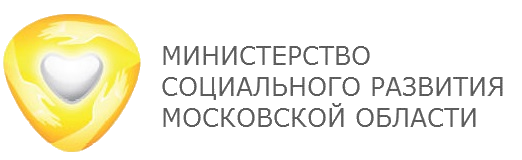 МИНИСТЕРСТВО
СОЦИАЛЬНОГО РАЗВИТИЯ
МОСКОВСКОЙ ОБЛАСТИ